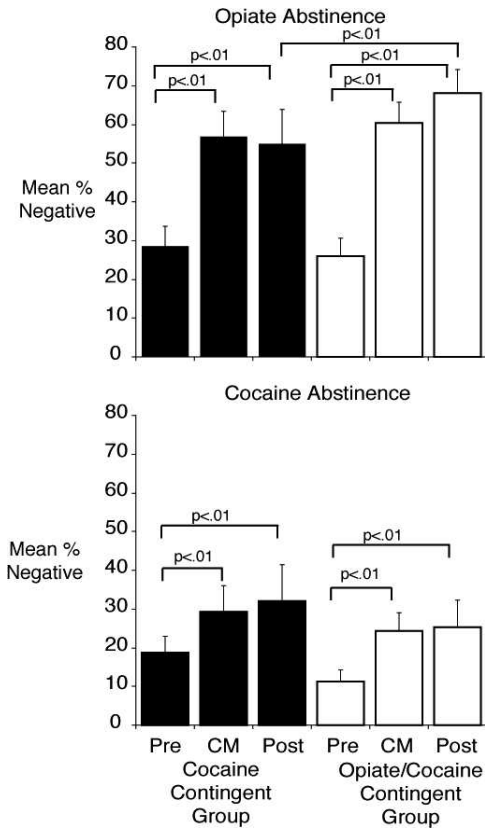 Opiate Abstinence
80
70
60
50
40
30
20
10
0
Mean %
Negative
p<.01
p<.01
p<.01
p<.01
p<.01
Cocaine Abstinence
80
70
60
50
40
30
20
10
0
Mean %
Negative
p<.01
p<.01
p<.01
p<.01
Pre CM Post Pre CM Post
Cocaine Opiate/Cocaine
Contingent Contingent
Group Group